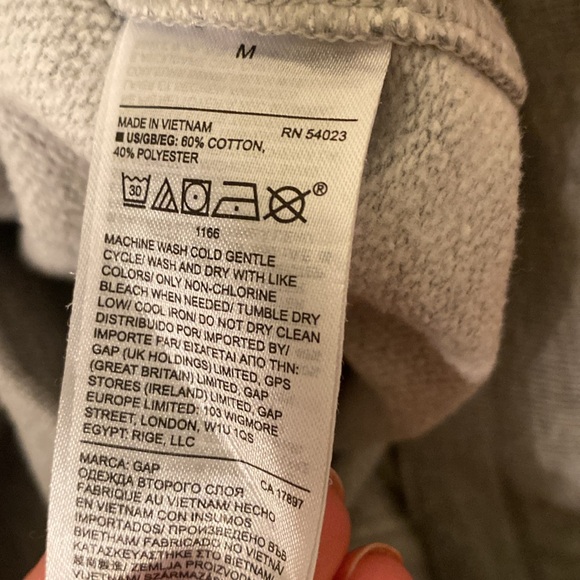 M
MADE IN VIETNAM RN 54023
US/GB/EG: 60% COTTON,
40% POLYESTER
30 ®
1166
MACHINE WASH COLD GENTLE
CYCLE/ WASH AND DRY WITH LIKE
COLORS/ ONLY NON-CHLORINE
BLEACH WHEN NEEDED/ TUMBLE DRY
LOW/ COOL IRON/ DO NOT DRY CLEAN
DISTRIBUIDO POR/ IMPORTED BY/
IMPORTE PAR/ ΕΙΣΑΓΕΤΑΙ ΑΠΟ ΤΗΝ:
GAP (UK HOLDINGS) LIMITED, GPS
(GREAT BRITAIN) LIMITED, GAP
STORES (IRELAND) LIMITED, GAP
EUROPE LIMITED: 103 WIGMORE
STREET, LONDON, W1U 1QS
EGYPT: RIGE, LLC
MARCA: GAP CA 17897
ОДЕЖДА ВТОРОГО СЛОЯ
FABRIQUÉ AU VIETNAM/ HECHO
EN VIETNAM CON INSUMOS
IMPORTADOS/ ПРОИЗВЕДЕНО ВЪВ
ВИЕТНАМ/ FABRICADO NO VIETNA
ΚΑΤΑΣΚΕΥΑΣΤΗΚΕ ΣΤΟ ΒΙΕΤΝΑΜ/